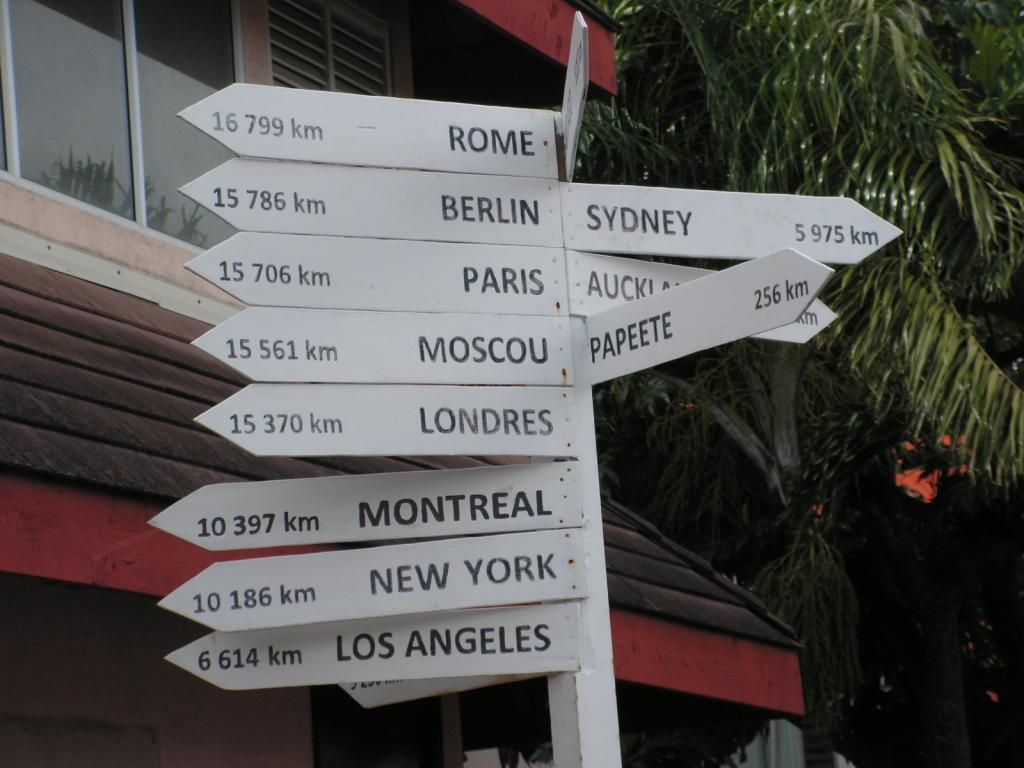 16 799 km ROME
15 786 km BERLIN
SYDNEY 5 975 km
15 706 km PARIS
km
256 km
PAPEETE
15 561 km MOSCOU
15 370 km LONDRES
10 397 km MONTREAL
10 186 km NEW YORK
6 614 km LOS ANGELES